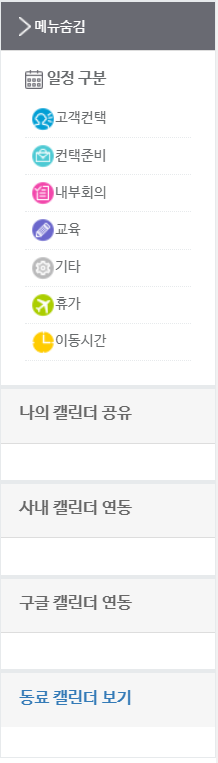 메뉴숨김
일정 구분
고객컨택
컨택준비
내부회의
교육
기타
휴가
이동시간
나의 캘린더 공유
사내 캘린더 연동
구글 캘린더 연동
동료 캘린더 보기